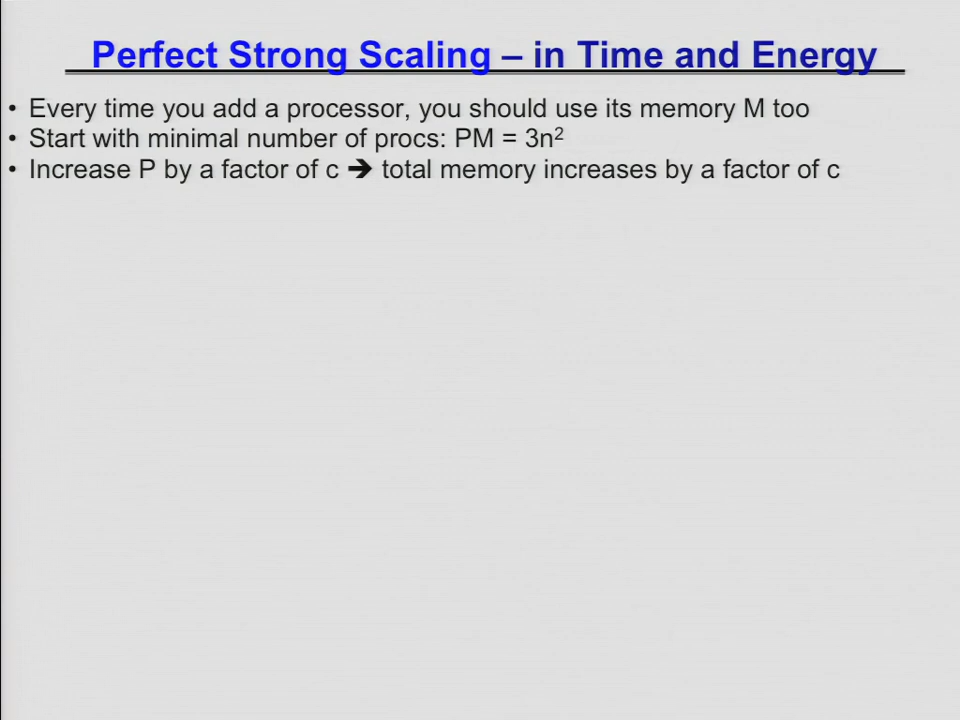 Perfect Strong Scaling – in Time and Energy
• Every time you add a processor, you should use its memory M too
• Start with minimal number of procs: PM = 3n²
• Increase P by a factor of c ➔ total memory increases by a factor of c